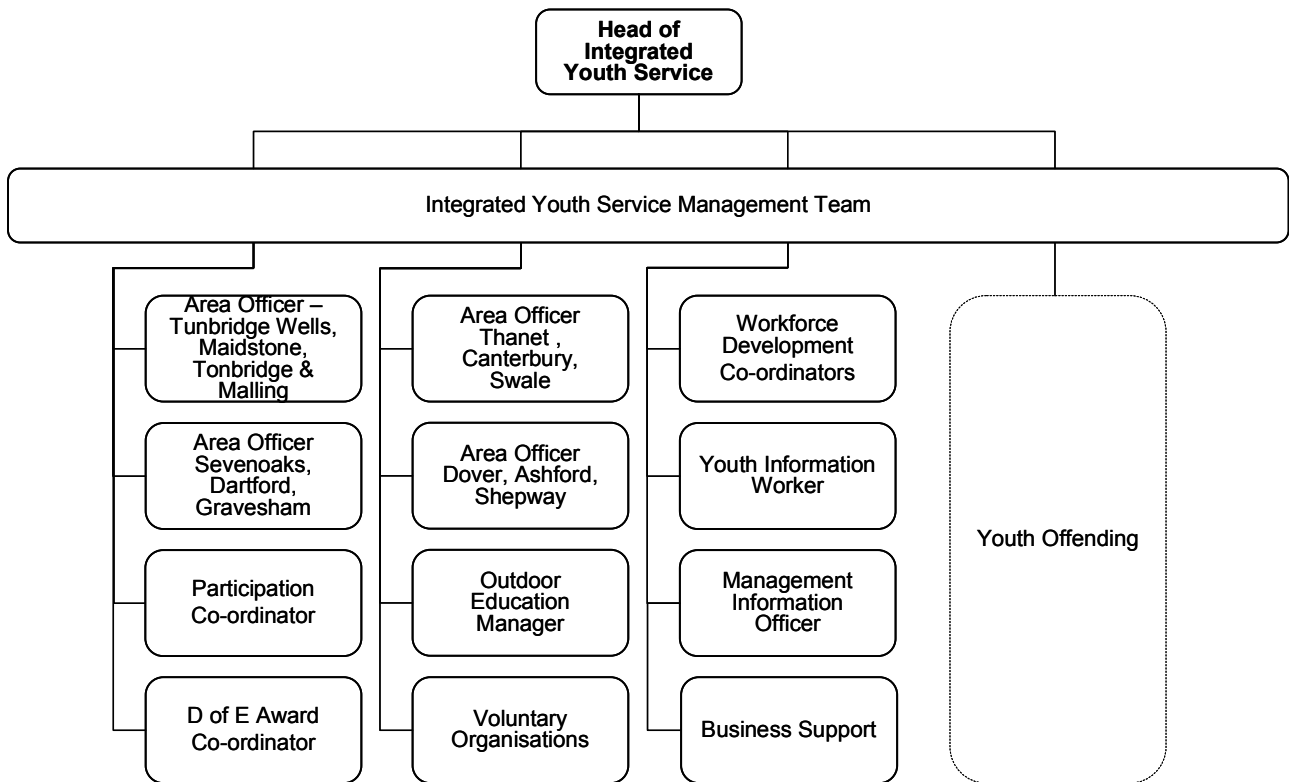 Head of
Integrated
Youth Service
Integrated Youth Service Management Team
Area Officer –
Tunbridge Wells,
Maidstone,
Tonbridge &
Malling
Area Officer
Sevenoaks,
Dartford,
Gravesham
Participation
Co-ordinator
D of E Award
Co-ordinator
Area Officer
Thanet ,
Canterbury,
Swale
Area Officer
Dover, Ashford,
Shepway
Outdoor
Education
Manager
Voluntary
Organisations
Workforce
Development
Co-ordinators
Youth Information
Worker
Management
Information
Officer
Business Support
Youth Offending